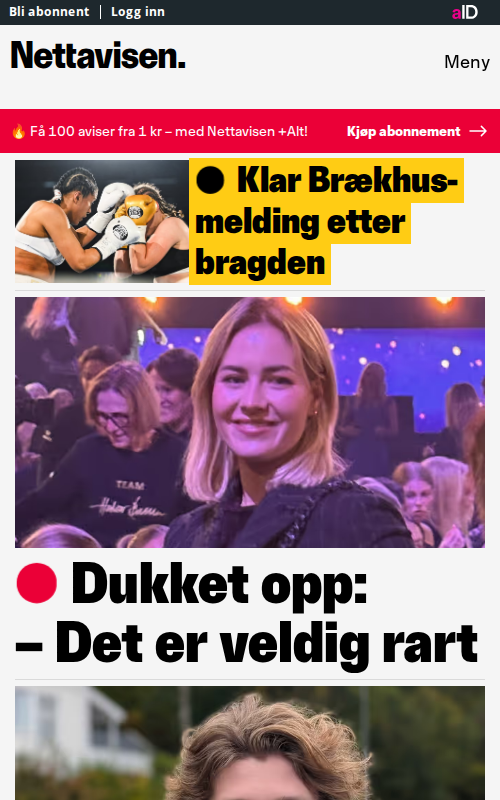 Bli abonnent | Logg inn
aID
Nettavisen.
Meny
🔥 Få 100 aviser fra 1 kr – med Nettavisen +Alt!
Kjøp abonnement →
Klar Brækhus-
melding etter
bragden
TEAM
Dukket opp:
– Det er veldig rart